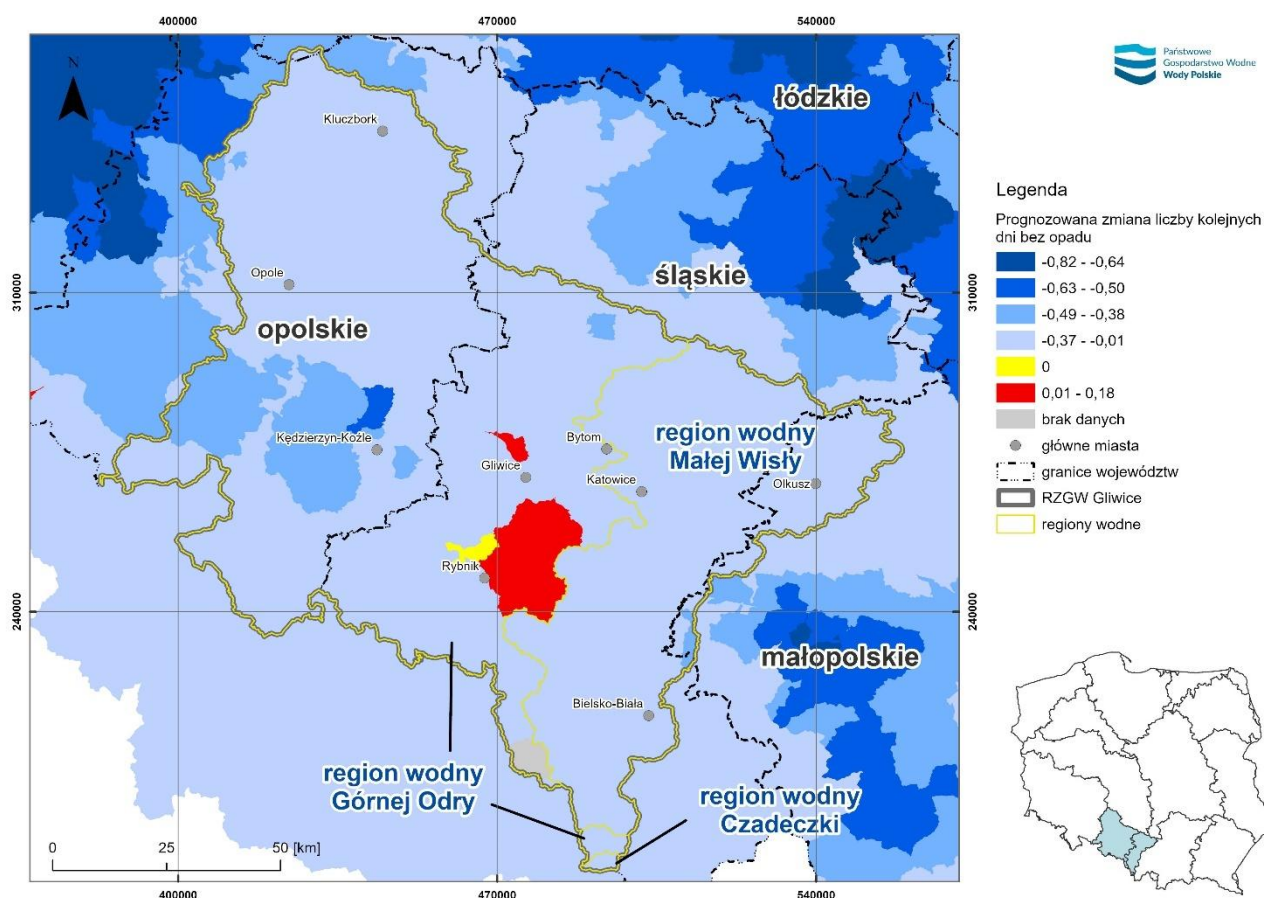 400000
470000
540000
N
łódzkie
Kluczbork
Opole
śląskie
310000
310000
opolskie
Kędzierzyn-Koźle
Bytom
region wodny
Małej Wisły
Gliwice
Katowice
Olkusz
Rybnik
240000
240000
małopolskie
Bielsko-Biała
region wodny
Górnej Odry
region wodny
Czadeczki
0
25
50 [km]
400000
470000
540000
Państwowe
Gospodarstwo Wodne
Wody Polskie
Legenda
Prognozowana zmiana liczby kolejnych
dni bez opadu
-0,82 - -0,64
-0,63 - -0,50
-0,49 - -0,38
-0,37 - -0,01
0
0,01 - 0,18
brak danych
główne miasta
granice województw
RZGW Gliwice
regiony wodne